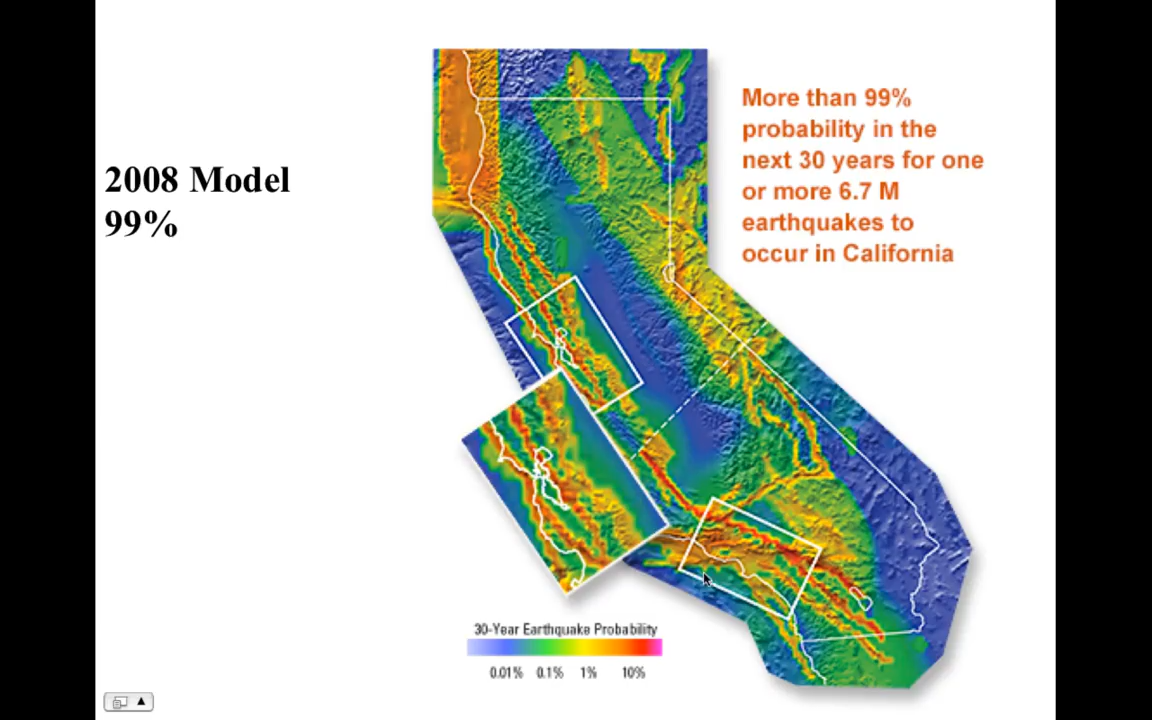 2008 Model
99%
More than 99%
probability in the
next 30 years for one
or more 6.7 M
earthquakes to
occur in California
30-Year Earthquake Probability
0.01% 0.1% 1% 10%